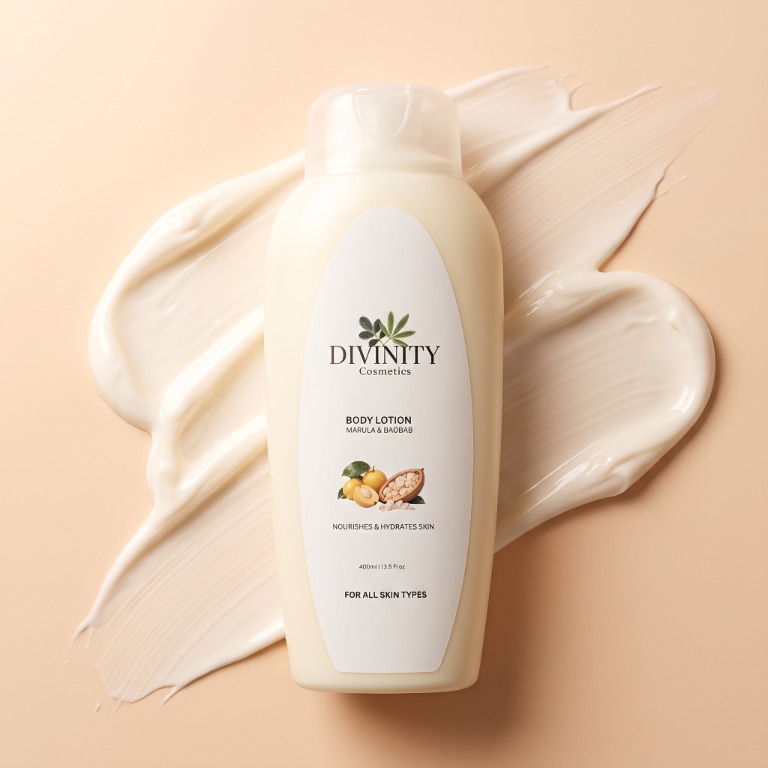 DIVINITY
Cosmetics
BODY LOTION
MARULA & BAOBAB
NOURISHES & HYDRATES SKIN
400ml | 13.5 Fl oz
FOR ALL SKIN TYPES